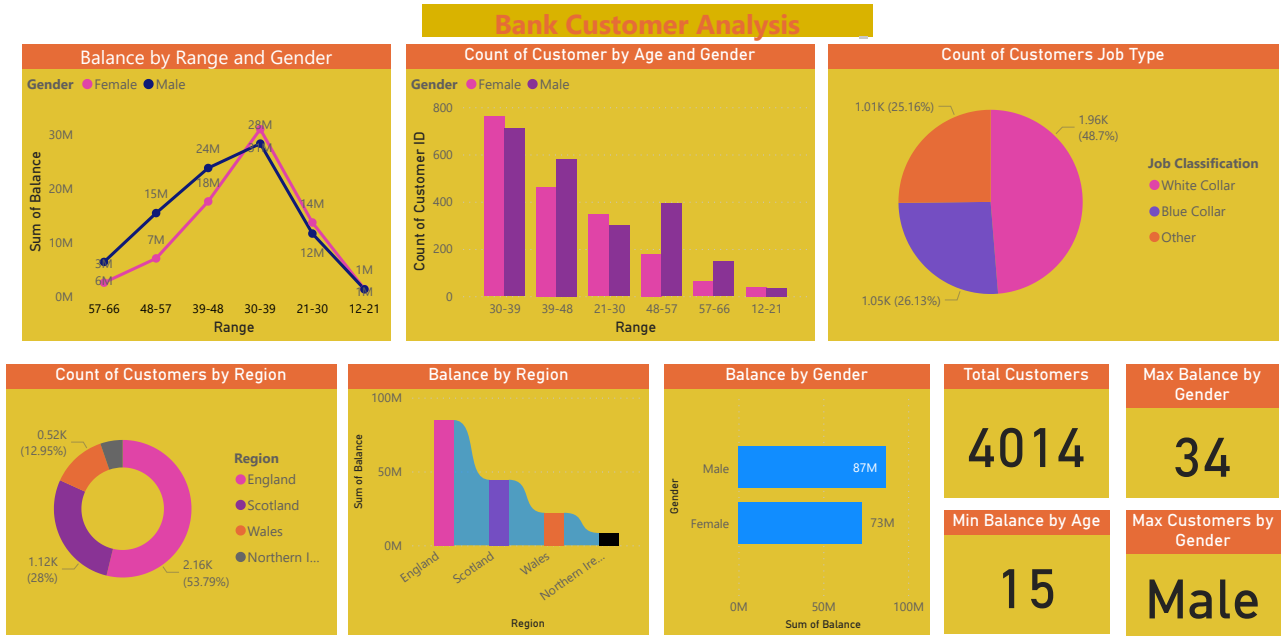 Bank Customer Analysis
Balance by Range and Gender
Gender Female Male
Sum of Balance
30M
20M
10M
0M
3M
6M
15M
7M
24M
18M
28M
31M
14M
12M
1M
1M
57-66 48-57 39-48 30-39 21-30 12-21
Range
Count of Customer by Age and Gender
Gender Female Male
Count of Customer ID
800
600
400
200
0
30-39 39-48 21-30 48-57 57-66 12-21
Range
Count of Customers Job Type
1.01K (25.16%)
1.96K
(48.7%)
1.05K (26.13%)
Job Classification
White Collar
Blue Collar
Other
Count of Customers by Region
0.52K
(12.95%)
1.12K
(28%)
2.16K
(53.79%)
Region
England
Scotland
Wales
Northern I...
Balance by Region
Sum of Balance
100M
50M
0M
England Scotland Wales Northern Ire...
Region
Balance by Gender
Gender
Male 87M
Female 73M
0M 50M 100M
Sum of Balance
Total Customers
4014
Max Balance by
Gender
34
Min Balance by Age
15
Max Customers by
Gender
Male